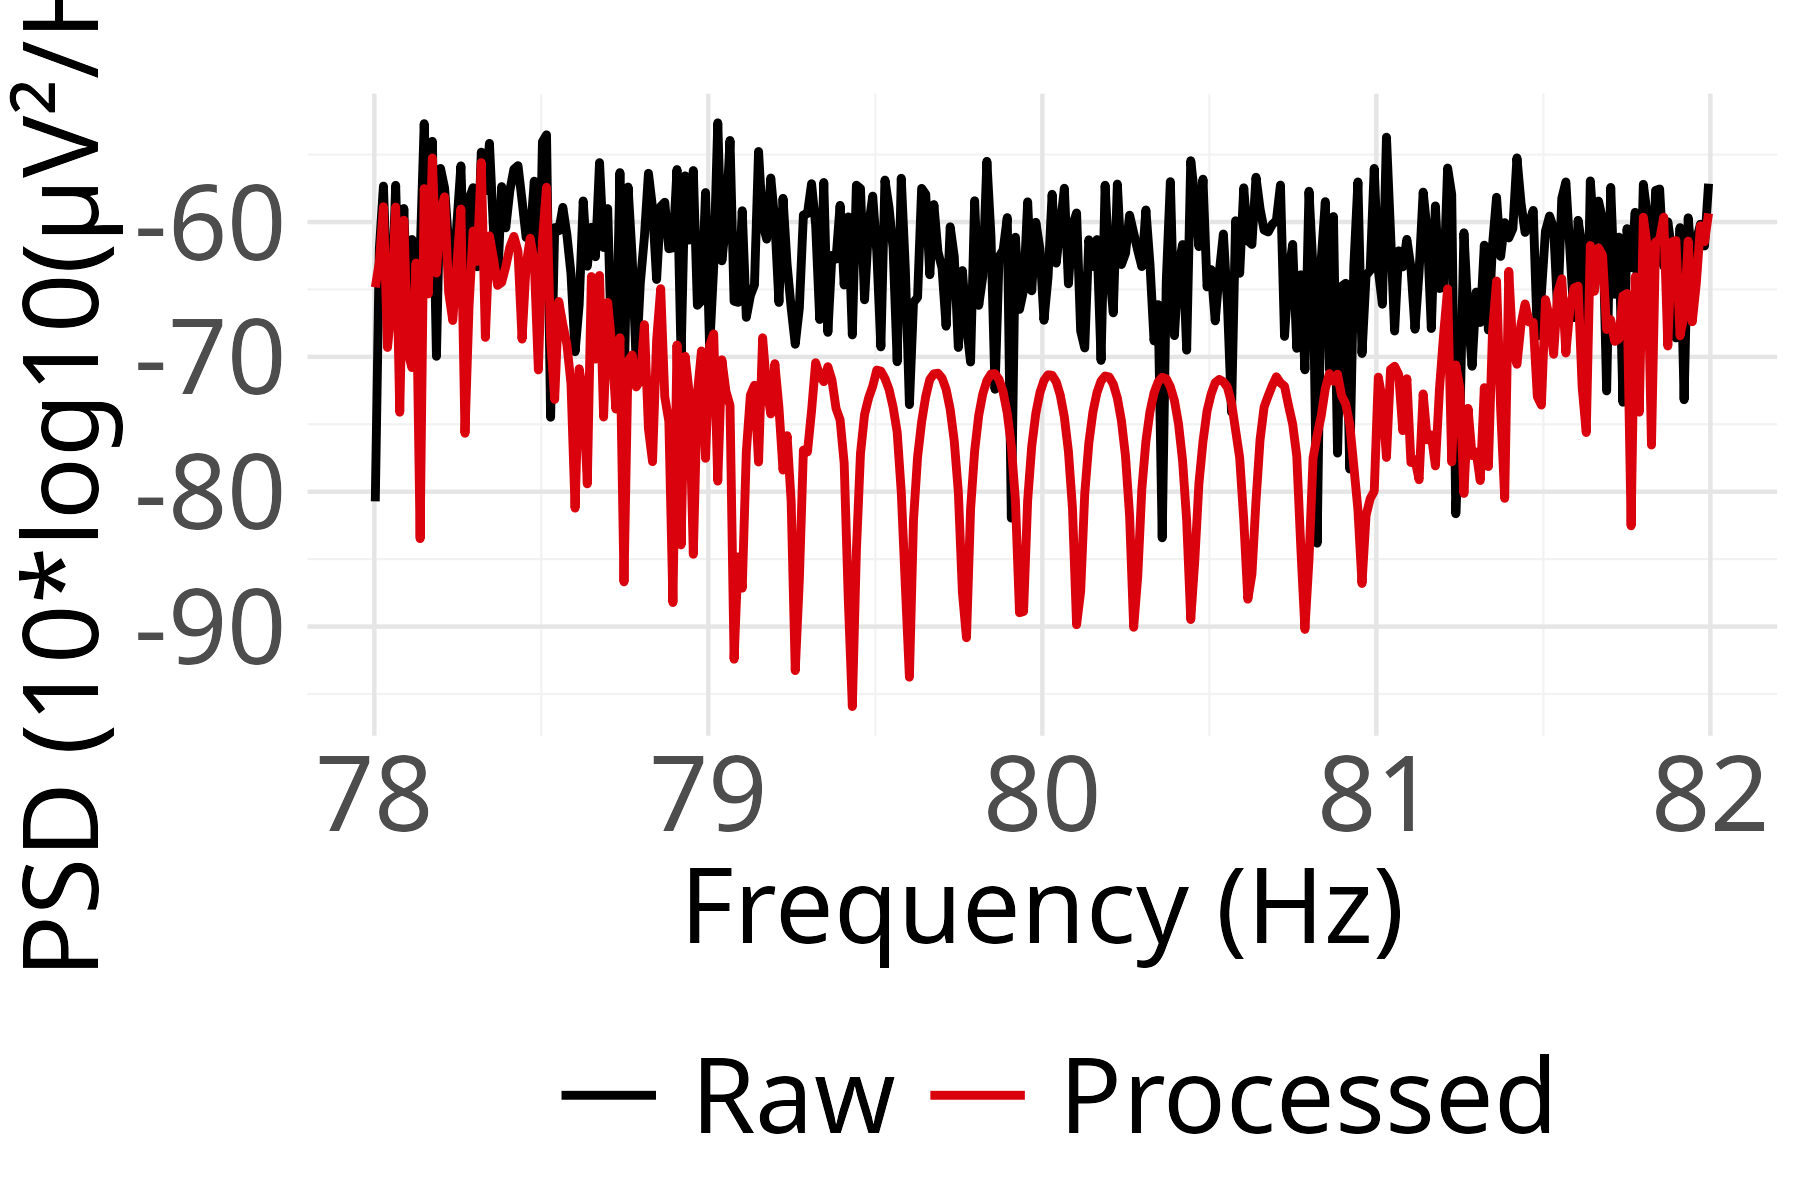 PSD (10*log10(µV²/H
-60
-70
-80
-90
78 79 80 81 82
Frequency (Hz)
Raw Processed